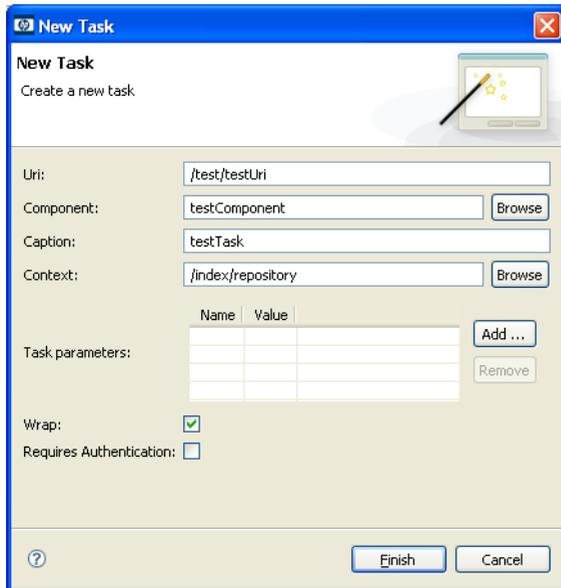 hp New Task
New Task
Create a new task
Uri: /test/testUri
Component: testComponent Browse
Caption: testTask
Context: /index/repository Browse
Name Value
Add ...
Task parameters:
Remove
Wrap:
Requires Authentication:
? Finish Cancel